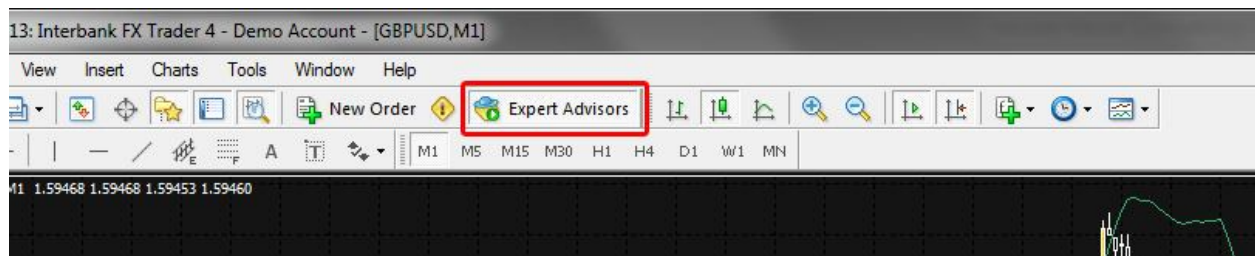 13: Interbank FX Trader 4 - Demo Account - [GBPUSD,M1]
View Insert Charts Tools Window Help
New Order Expert Advisors
E F A T M1 M5 M15 M30 H1 H4 D1 W1 MN
M1 1.59468 1.59468 1.59453 1.59460